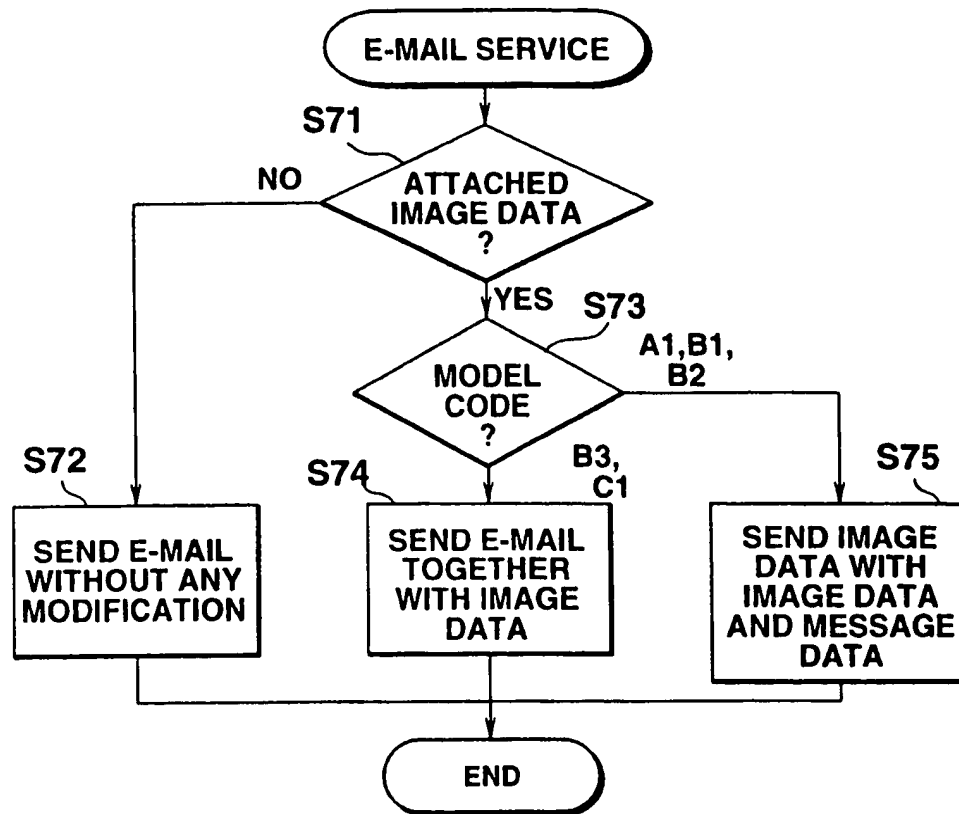 E-MAIL SERVICE
S71
NO
ATTACHED
IMAGE DATA
?
YES
S73
A1,B1,
B2
MODEL
CODE
?
S72
S74
B3,
C1
S75
SEND E-MAIL
WITHOUT ANY
MODIFICATION
SEND E-MAIL
TOGETHER
WITH IMAGE
DATA
SEND IMAGE
DATA WITH
IMAGE DATA
AND MESSAGE
DATA
END